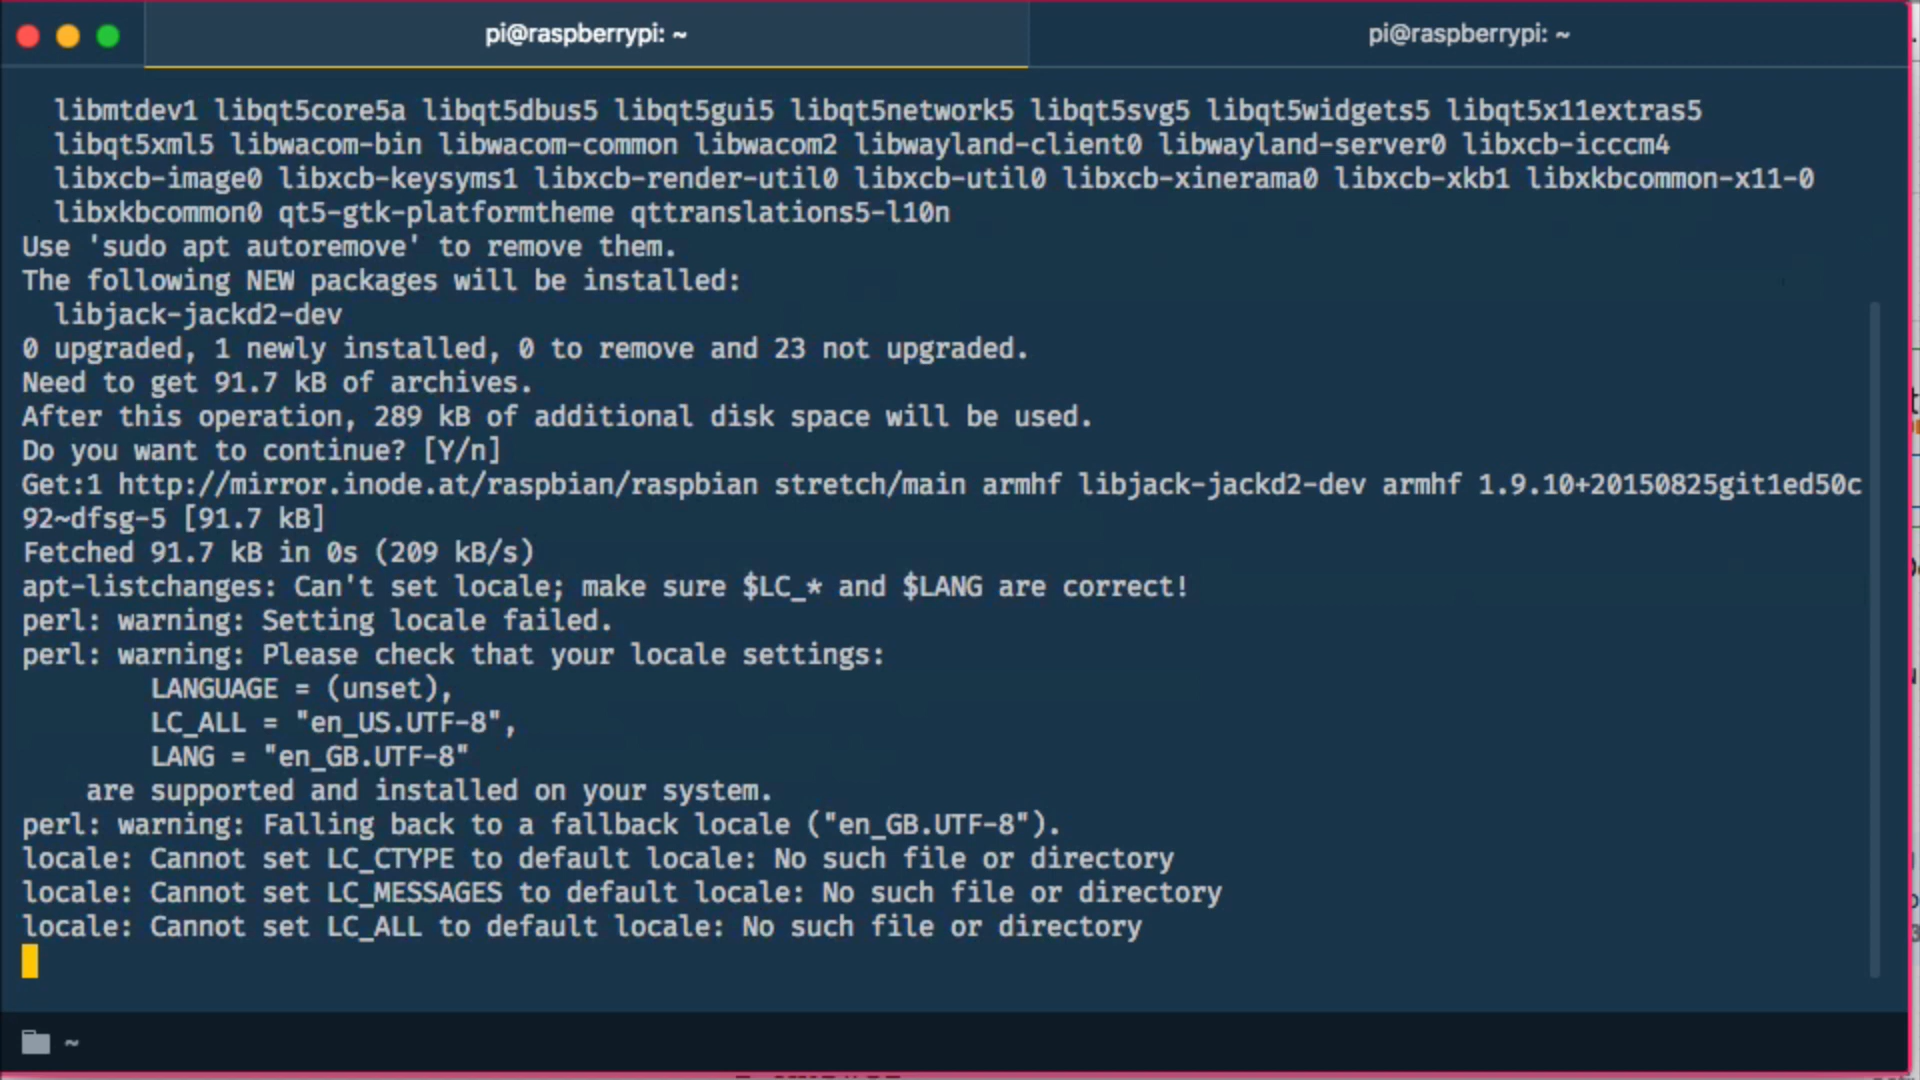 pi@raspberrypi: ~
pi@raspberrypi: ~
libmtdev1 libqt5core5a libqt5dbus5 libqt5gui5 libqt5network5 libqt5svg5 libqt5widgets5 libqt5x11extras5
libqt5xml5 libwacom-bin libwacom-common libwacom2 libwayland-client0 libwayland-server0 libxcb-icccm4
libxcb-image0 libxcb-keysyms1 libxcb-render-util0 libxcb-util0 libxcb-xinerama0 libxcb-xkb1 libxkbcommon-x11-0
libxkbcommon0 qt5-gtk-platformtheme qttranslations5-l10n
Use 'sudo apt autoremove' to remove them.
The following NEW packages will be installed:
libjack-jackd2-dev
0 upgraded, 1 newly installed, 0 to remove and 23 not upgraded.
Need to get 91.7 kB of archives.
After this operation, 289 kB of additional disk space will be used.
Do you want to continue? [Y/n]
Get:1 http://mirror.inode.at/raspbian/raspbian stretch/main armhf libjack-jackd2-dev armhf 1.9.10+20150825git1ed50c
92~dfsg-5 [91.7 kB]
Fetched 91.7 kB in 0s (209 kB/s)
apt-listchanges: Can't set locale; make sure $LC_* and $LANG are correct!
perl: warning: Setting locale failed.
perl: warning: Please check that your locale settings:
LANGUAGE = (unset),
LC_ALL = "en_US.UTF-8",
LANG = "en_GB.UTF-8"
are supported and installed on your system.
perl: warning: Falling back to a fallback locale ("en_GB.UTF-8").
locale: Cannot set LC_CTYPE to default locale: No such file or directory
locale: Cannot set LC_MESSAGES to default locale: No such file or directory
locale: Cannot set LC_ALL to default locale: No such file or directory
~